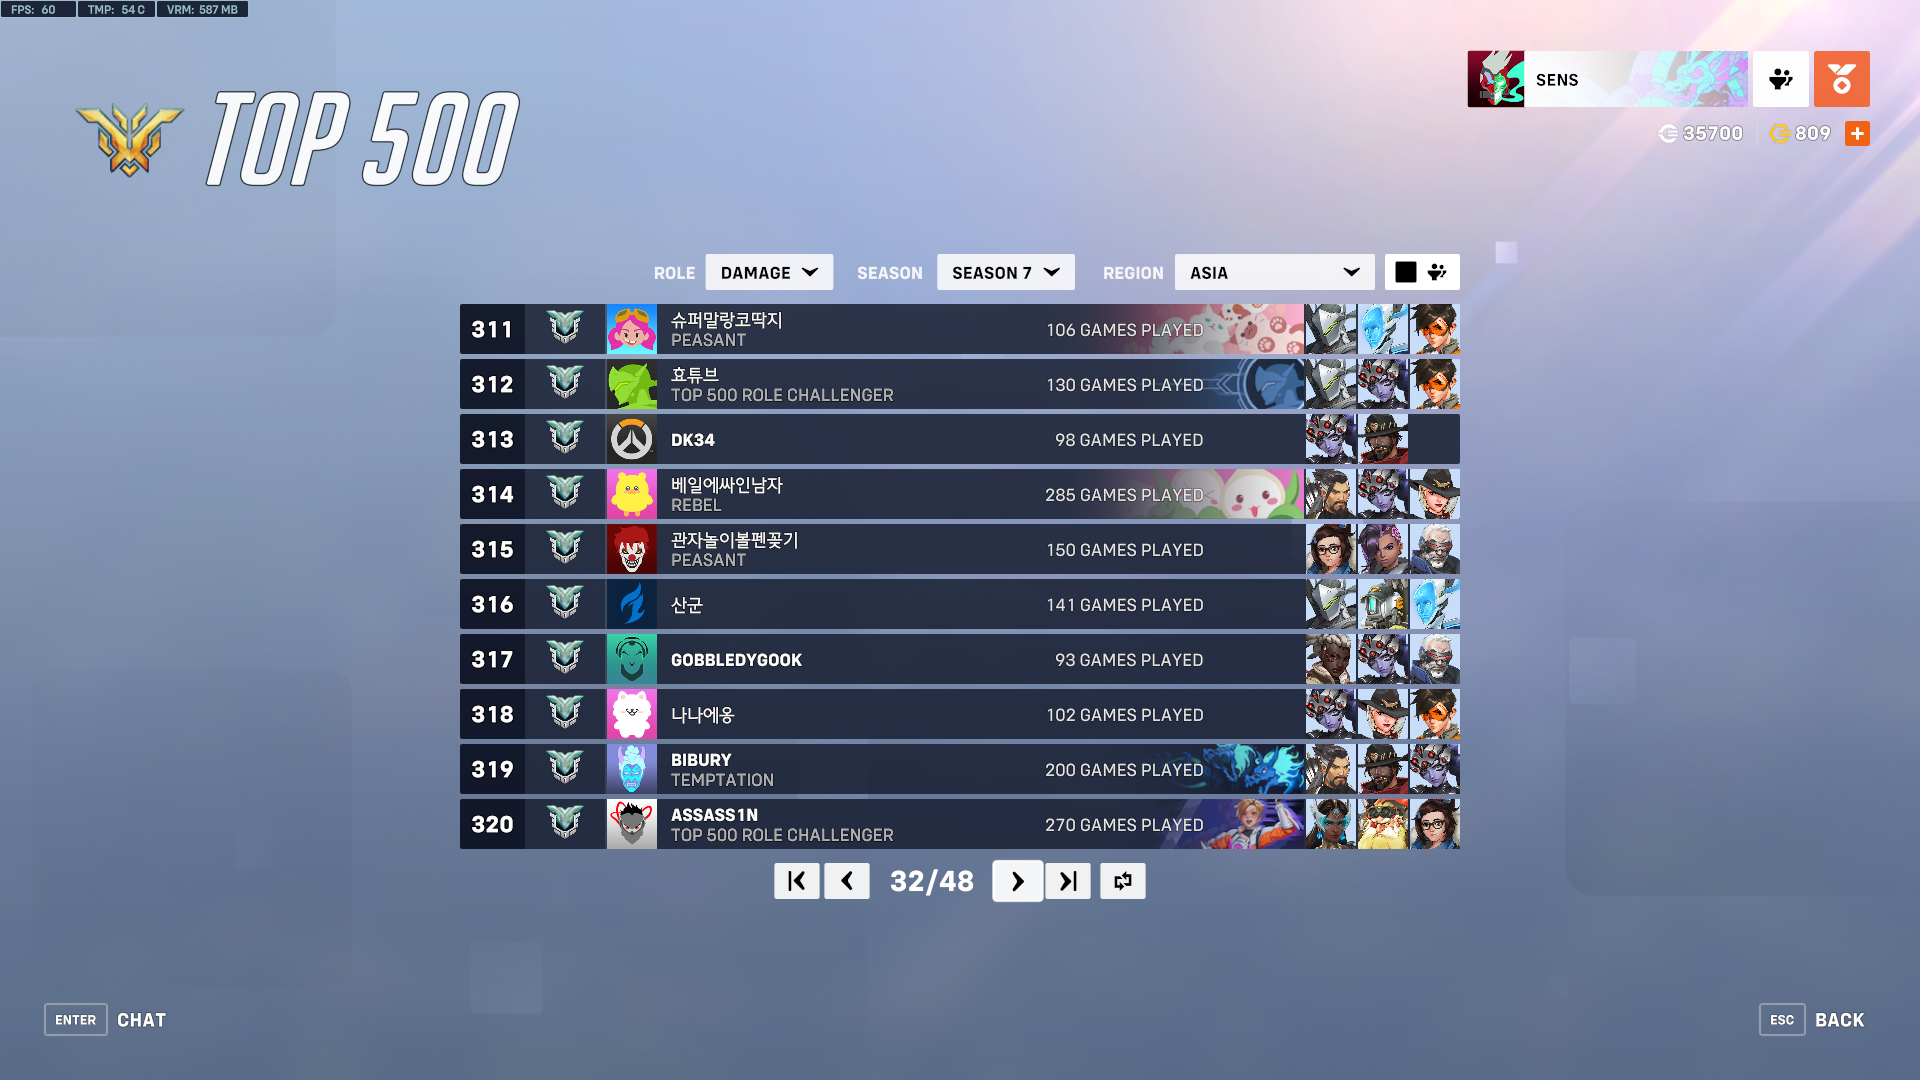 FPS: 60 TMP: 54 C VRM: 587 MB
TOP 500
SENS
35700 809
ROLE DAMAGE SEASON SEASON 7 REGION ASIA
311 슈퍼말랑코딱지 106 GAMES PLAYED
PEASANT
312 효튜브 130 GAMES PLAYED
TOP 500 ROLE CHALLENGER
313 DK34 98 GAMES PLAYED
314 베일에싸인남자 285 GAMES PLAYED
REBEL
315 관자놀이볼펜꽂기 150 GAMES PLAYED
PEASANT
316 산군 141 GAMES PLAYED
317 GOBBLEDYGOOK 93 GAMES PLAYED
318 나나에옹 102 GAMES PLAYED
319 BIBURY 200 GAMES PLAYED
TEMPTATION
320 ASSASS1N 270 GAMES PLAYED
TOP 500 ROLE CHALLENGER
32/48
ENTER CHAT
ESC BACK